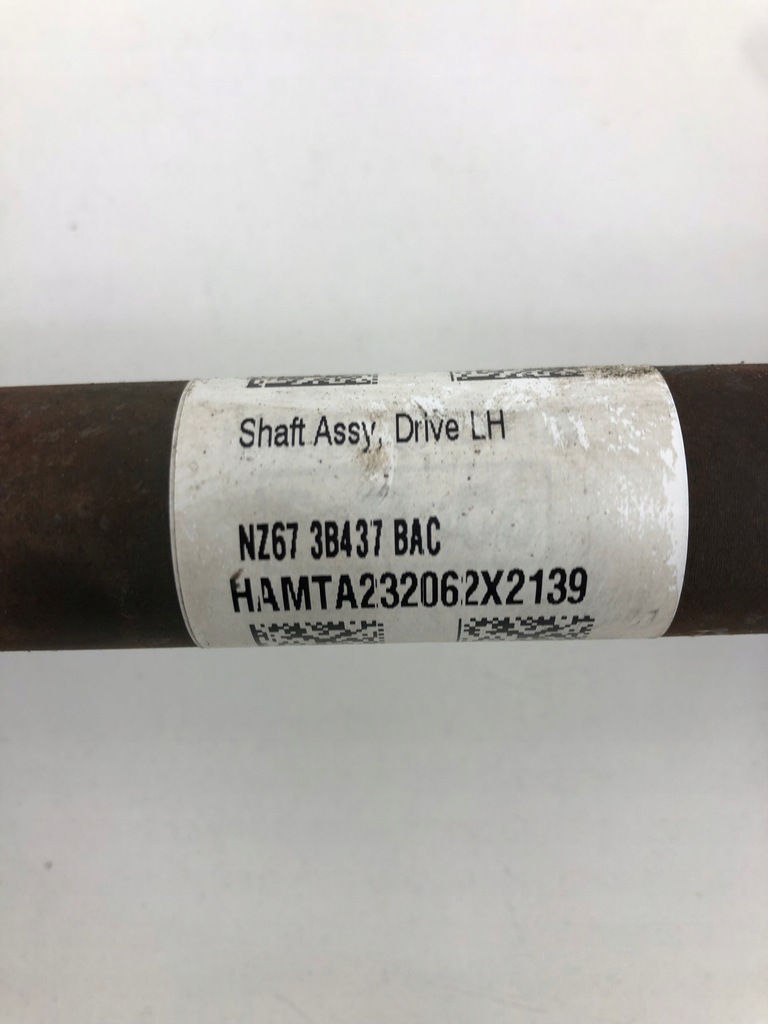 Shaft Assy, Drive LH
NZ67 3B437 BAC
HAMTA232062X2139